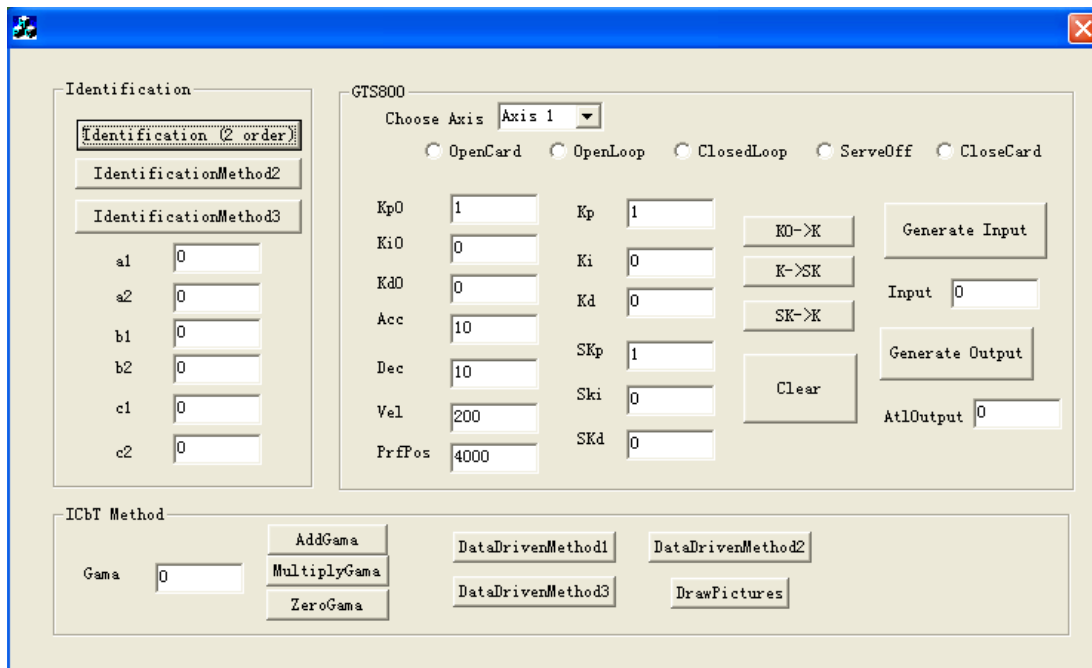 Identification
Identification (2 order)
IdentificationMethod2
IdentificationMethod3
a1 0
a2 0
b1 0
b2 0
c1 0
c2 0
GTS800
Choose Axis Axis 1
OpenCard OpenLoop ClosedLoop ServeOff CloseCard
Kp0 1
Ki0 0
Kd0 0
Acc 10
Dec 10
Vel 200
PrfPos 4000
Kp 1
Ki 0
Kd 0
SKp 1
Ski 0
SKd 0
K0->K
K->SK
SK->K
Clear
Generate Input
Input 0
Generate Output
AtlOutput 0
ICbT Method
Gama 0
AddGama
MultiplyGama
ZeroGama
DataDrivenMethod1 DataDrivenMethod2
DataDrivenMethod3 DrawPictures